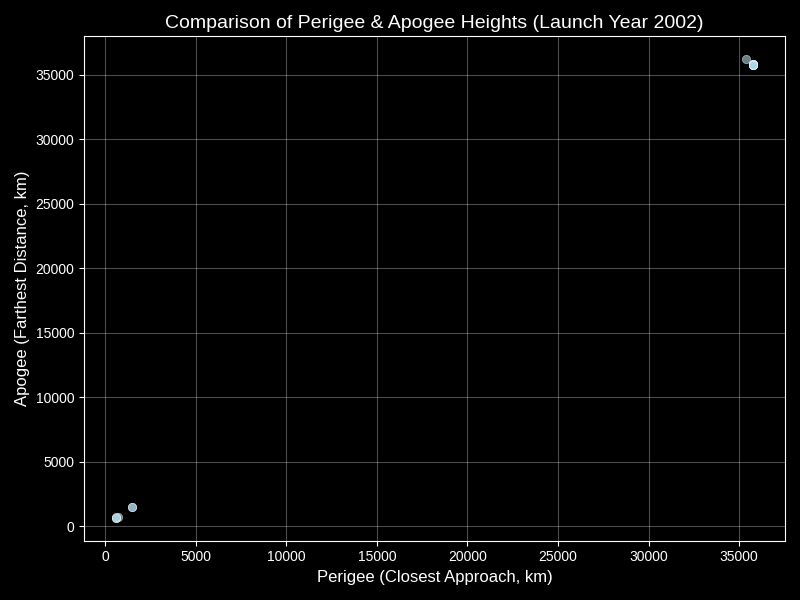 Comparison of Perigee & Apogee Heights (Launch Year 2002)
Apogee (Farthest Distance, km)
35000
30000
25000
20000
15000
10000
5000
0
0 5000 10000 15000 20000 25000 30000 35000
Perigee (Closest Approach, km)